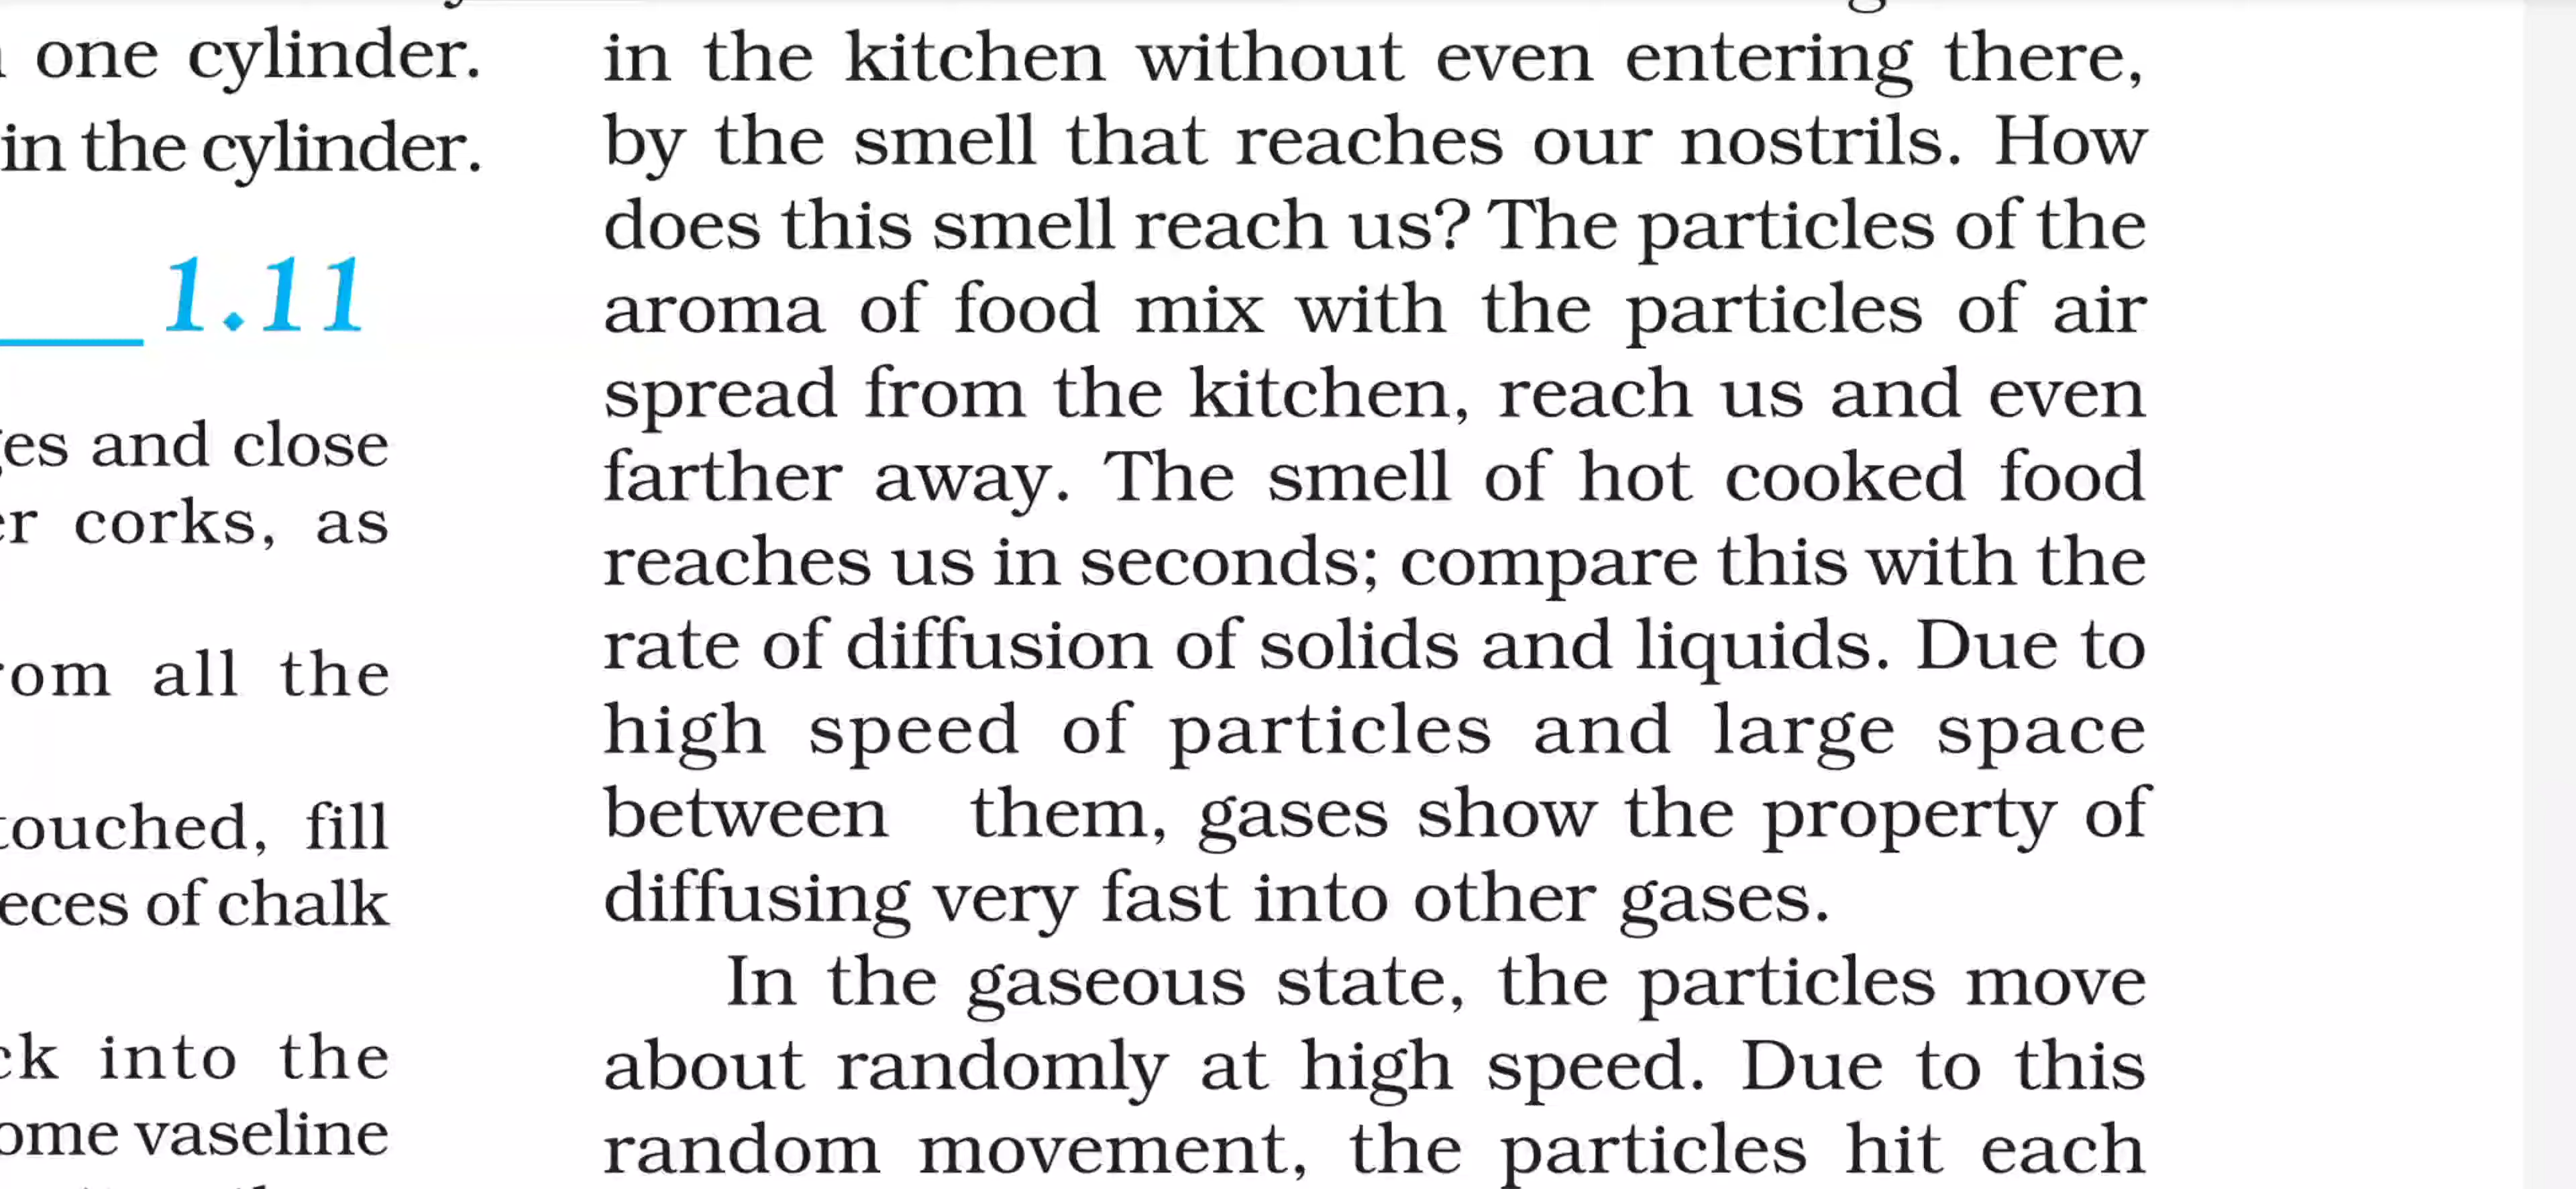 one cylinder.
in the cylinder.
1.11
and close
corks, as
all the
fill
of chalk
into the
vaseline
in the kitchen without even entering there,
by the smell that reaches our nostrils. How
does this smell reach us? The particles of the
aroma of food mix with the particles of air
spread from the kitchen, reach us and even
farther away. The smell of hot cooked food
reaches us in seconds; compare this with the
rate of diffusion of solids and liquids. Due to
high speed of particles and large space
between them, gases show the property of
diffusing very fast into other gases.
In the gaseous state, the particles move
about randomly at high speed. Due to this
random movement, the particles hit each